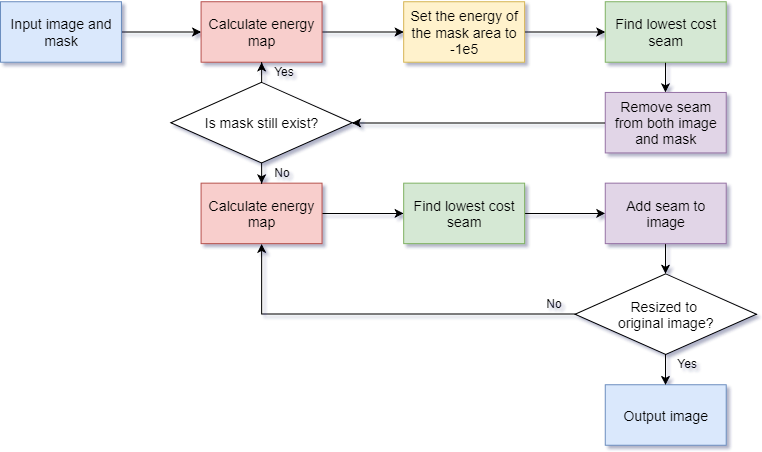 Input image and
mask
Calculate energy
map
Set the energy of
the mask area to
-1e5
Find lowest cost
seam
Yes
Is mask still exist?
Remove seam
from both image
and mask
No
Calculate energy
map
Find lowest cost
seam
Add seam to
image
No
Resized to
original image?
Yes
Output image